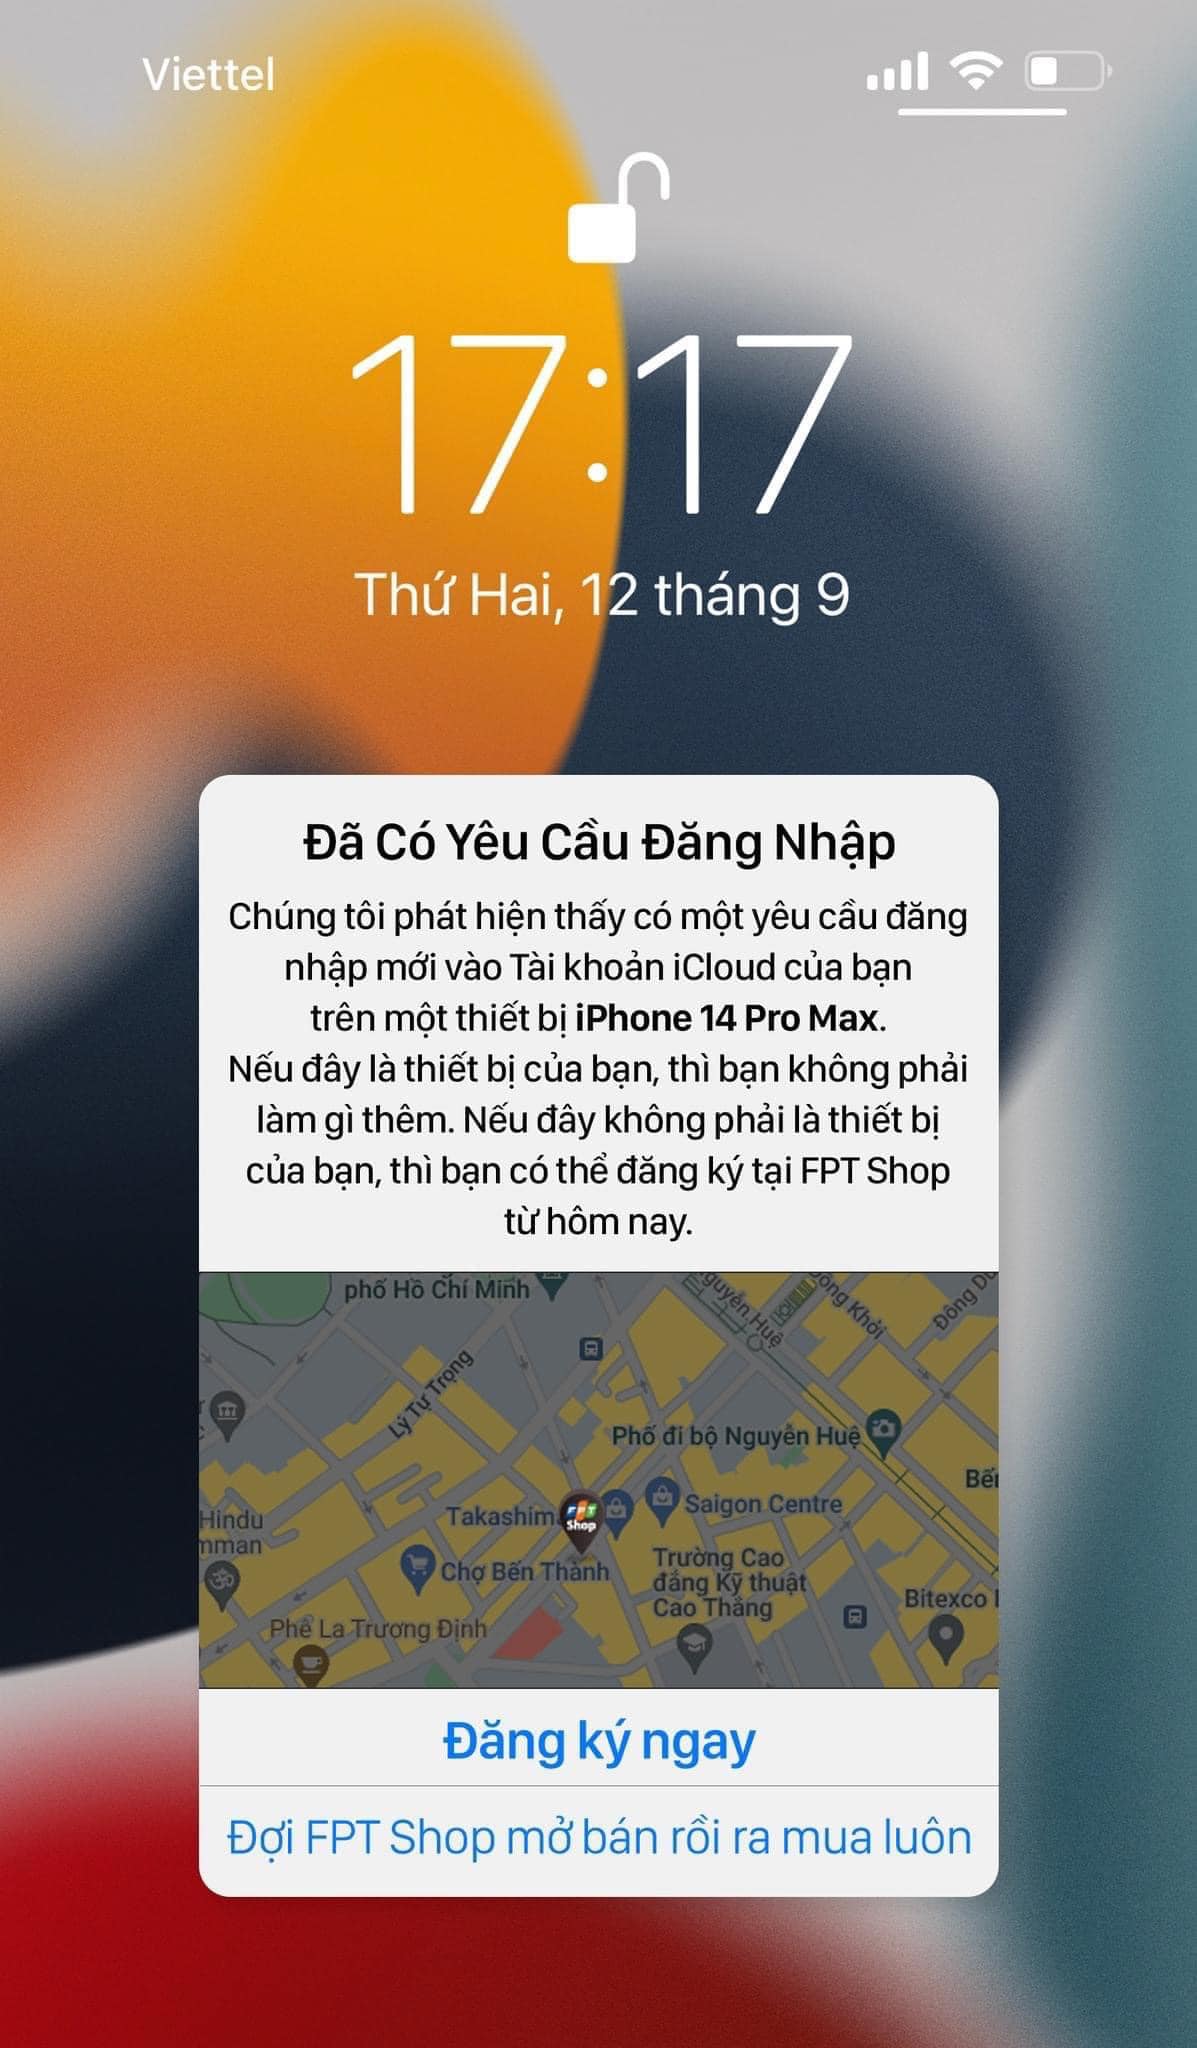 Viettel
17:17
Thứ Hai, 12 tháng 9
Đã Có Yêu Cầu Đăng Nhập
Chúng tôi phát hiện thấy có một yêu cầu đăng
nhập mới vào Tài khoản iCloud của bạn
trên một thiết bị iPhone 14 Pro Max.
Nếu đây là thiết bị của bạn, thì bạn không phải
làm gì thêm. Nếu đây không phải là thiết bị
của bạn, thì bạn có thể đăng ký tại FPT Shop
từ hôm nay.
phố Hồ Chí Minh
Nguyễn Huệ
Đồng Khởi
Đông Du
Lý Tự Trọng
Phố đi bộ Nguyễn Huệ
Bến
Takashim
FPT
Shop
Saigon Centre
Hindu
mman
Chợ Bến Thành
Trường Cao
đẳng Kỹ thuật
Cao Thắng
Bitexco
Phê La Trương Định
Đăng ký ngay
Đợi FPT Shop mở bán rồi ra mua luôn